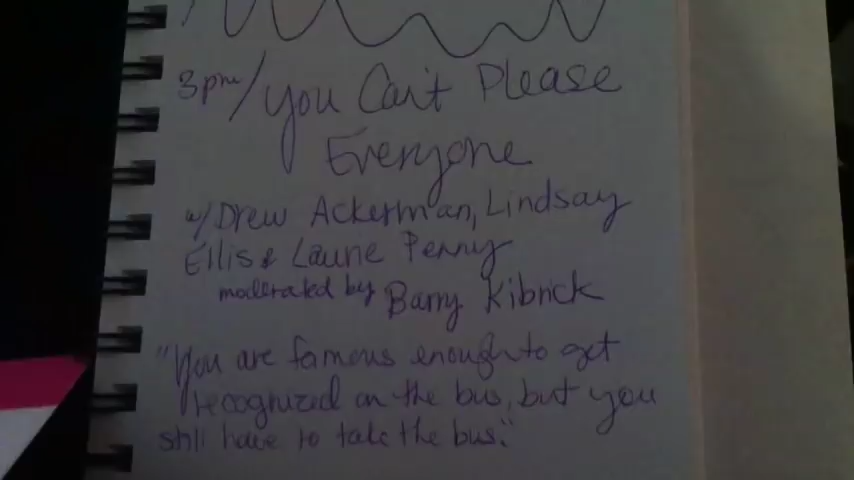 3pm/You Can't Please
Everyone
w/ Drew Ackerman, Lindsay
Ellis & Laurie Penny
moderated by Barry Kibrick
"You are famous enough to get
recognized on the bus, but you
still have to take the bus."